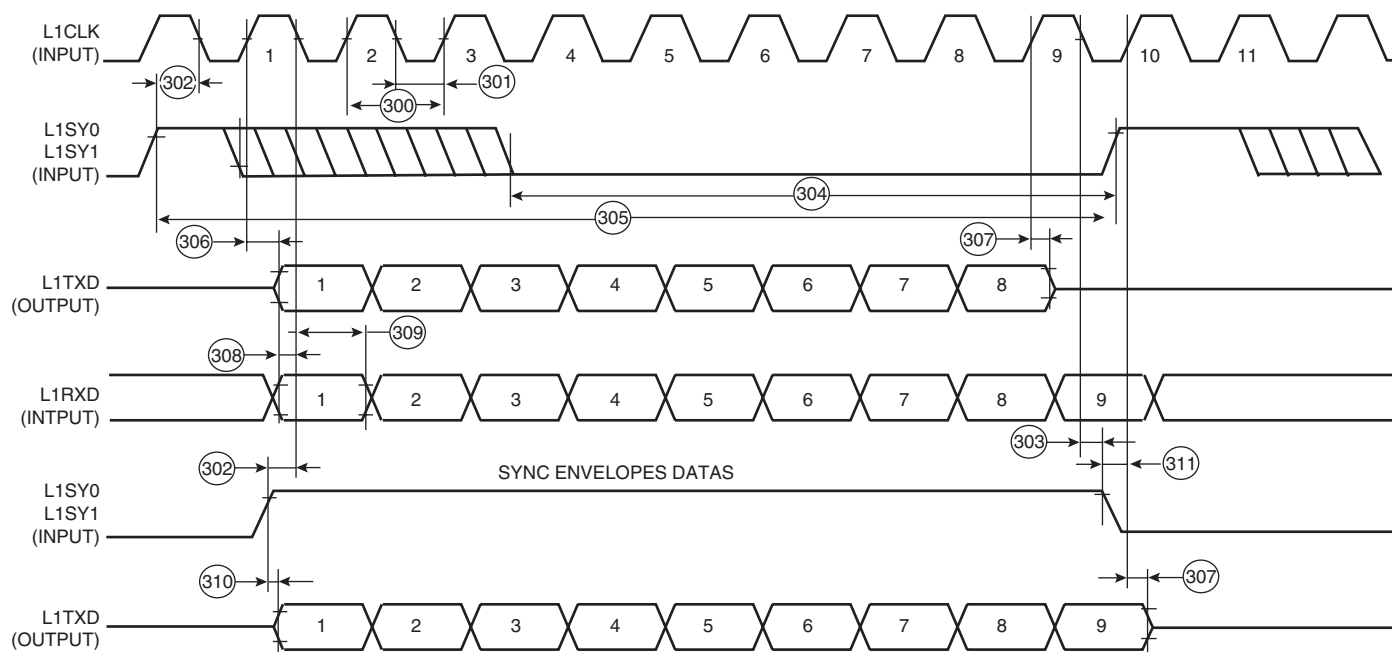 L1CLK
(INPUT)
1 2 3 4 5 6 7 8 9 10 11
302 301
300
L1SY0
L1SY1
(INPUT)
304
305
306 307
L1TXD
(OUTPUT)
1 2 3 4 5 6 7 8
309
308
L1RXD
(INTPUT)
1 2 3 4 5 6 7 8 9
303 311
302 SYNC ENVELOPES DATAS
L1SY0
L1SY1
(INPUT)
310 307
L1TXD
(OUTPUT)
1 2 3 4 5 6 7 8 9